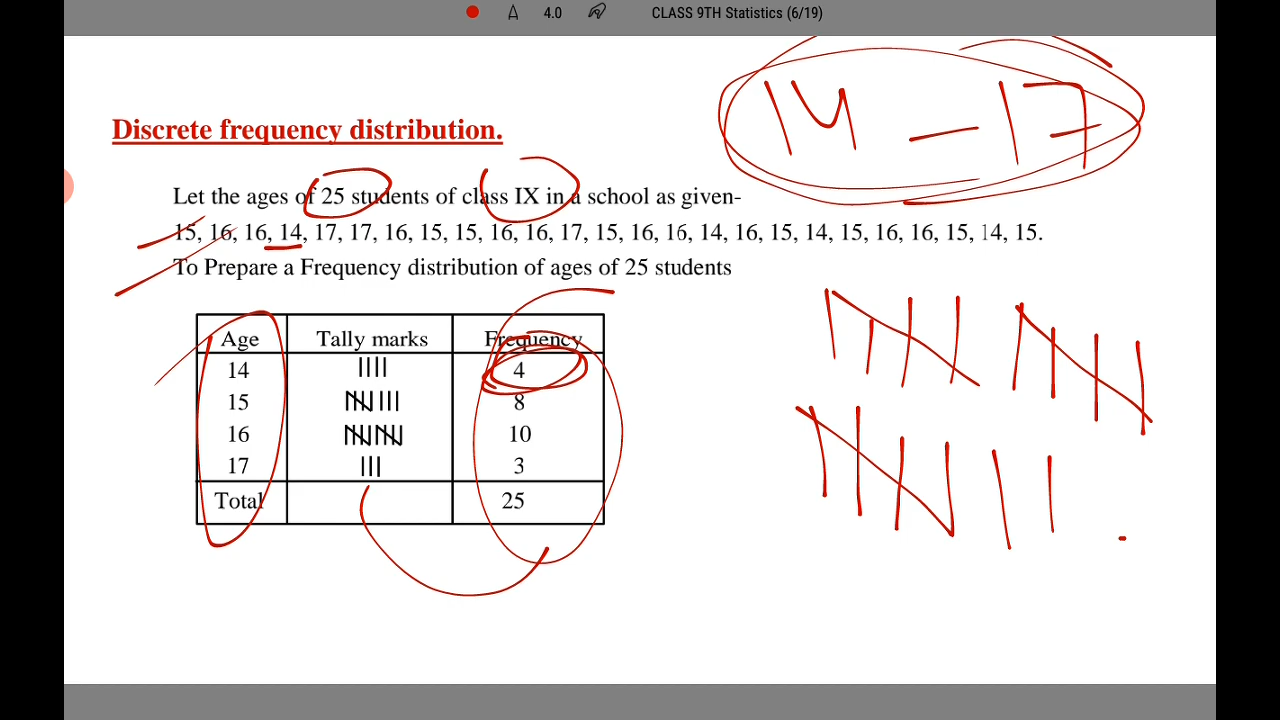 4.0 CLASS 9TH Statistics (6/19)
14 - 17
Discrete frequency distribution.
Let the ages of 25 students of class IX in a school as given-
15, 16, 16, 14, 17, 17, 16, 15, 15, 16, 16, 17, 15, 16, 16, 14, 16, 15, 14, 15, 16, 16, 15, 14, 15.
To Prepare a Frequency distribution of ages of 25 students
Age Tally marks Frequency
14 |||| 4
15 8
16 10
17 ||| 3
Total 25